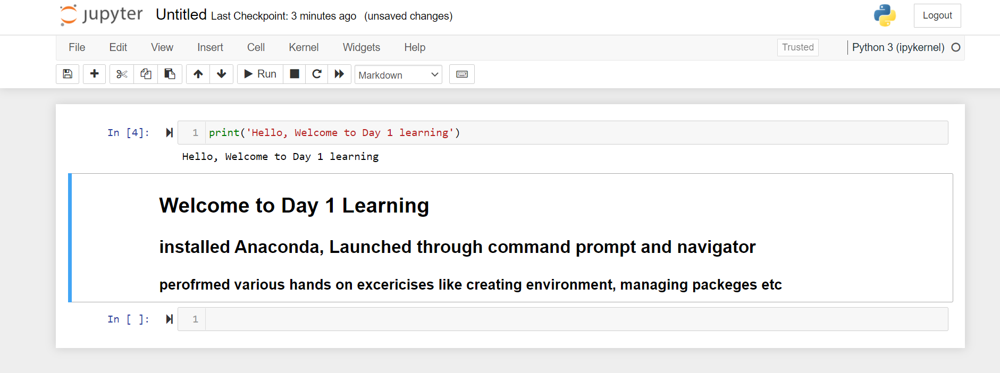 jupyter Untitled Last Checkpoint: 3 minutes ago (unsaved changes) Logout
File Edit View Insert Cell Kernel Widgets Help Trusted Python 3 (ipykernel)
Run Markdown
In [4]: 1 print('Hello, Welcome to Day 1 learning')
Hello, Welcome to Day 1 learning
Welcome to Day 1 Learning
installed Anaconda, Launched through command prompt and navigator
perofrmed various hands on excericises like creating environment, managing packeges etc
In [ ]: 1